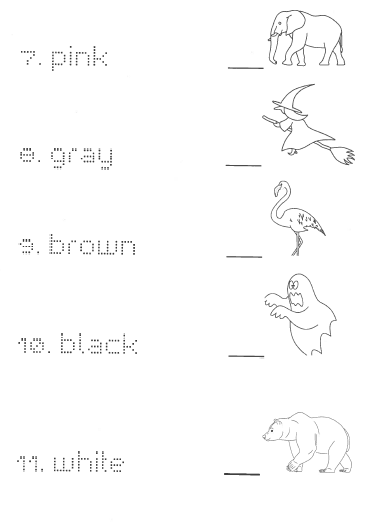 7. pink
8. gray
9. brown
10. black
11. white